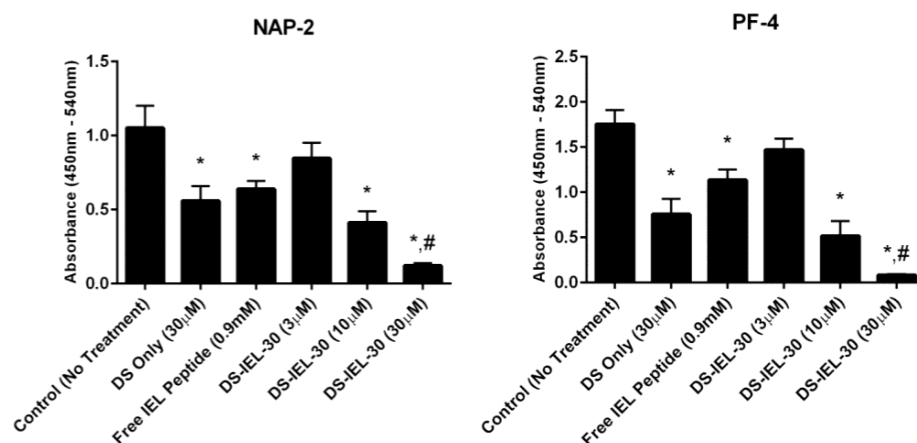 NAP-2
Absorbance (450nm - 540nm)
1.5
1.0
0.5
0.0
*
*
*
*,#
Control (No Treatment)
DS Only (30μM)
Free IEL Peptide (0.9mM)
DS-IEL-30 (3μM)
DS-IEL-30 (10μM)
DS-IEL-30 (30μM)
PF-4
Absorbance (450nm - 540nm)
2.5
2.0
1.5
1.0
0.5
0.0
*
*
*
*,#
Control (No Treatment)
DS Only (30μM)
Free IEL Peptide (0.9mM)
DS-IEL-30 (3μM)
DS-IEL-30 (10μM)
DS-IEL-30 (30μM)